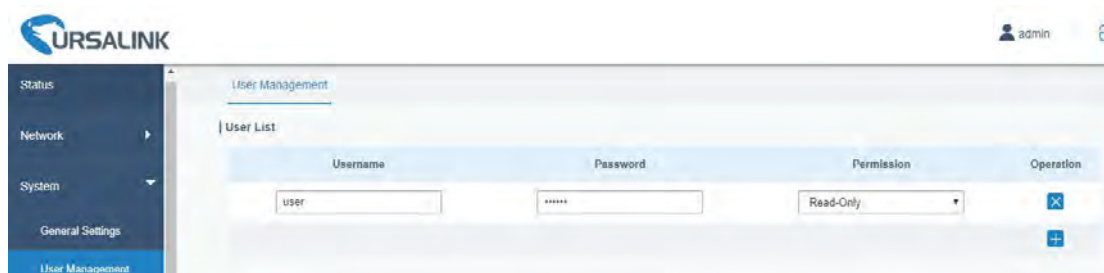 URSALINK
admin
Status
Network
System
General Settings
User Management
User Management
User List
Username Password Permission Operation
user ****** Read-Only